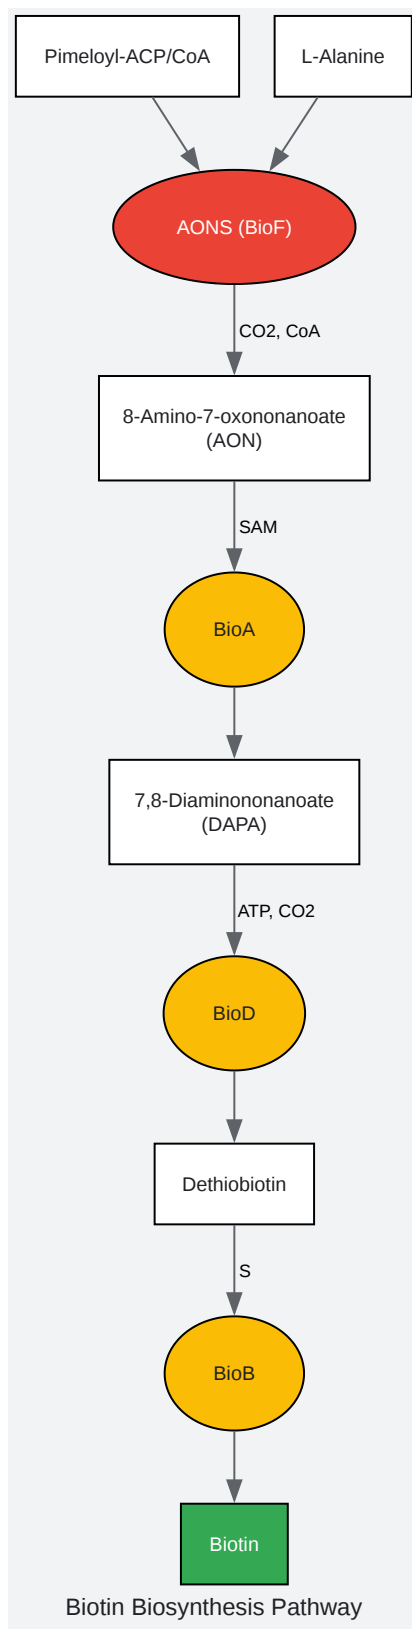 Pimeloyl-ACP/CoA
L-Alanine
AONS (BioF)
CO2, CoA
8-Amino-7-oxononanoate
(AON)
SAM
BioA
7,8-Diaminononanoate
(DAPA)
ATP, CO2
BioD
Dethiobiotin
S
BioB
Biotin
Biotin Biosynthesis Pathway